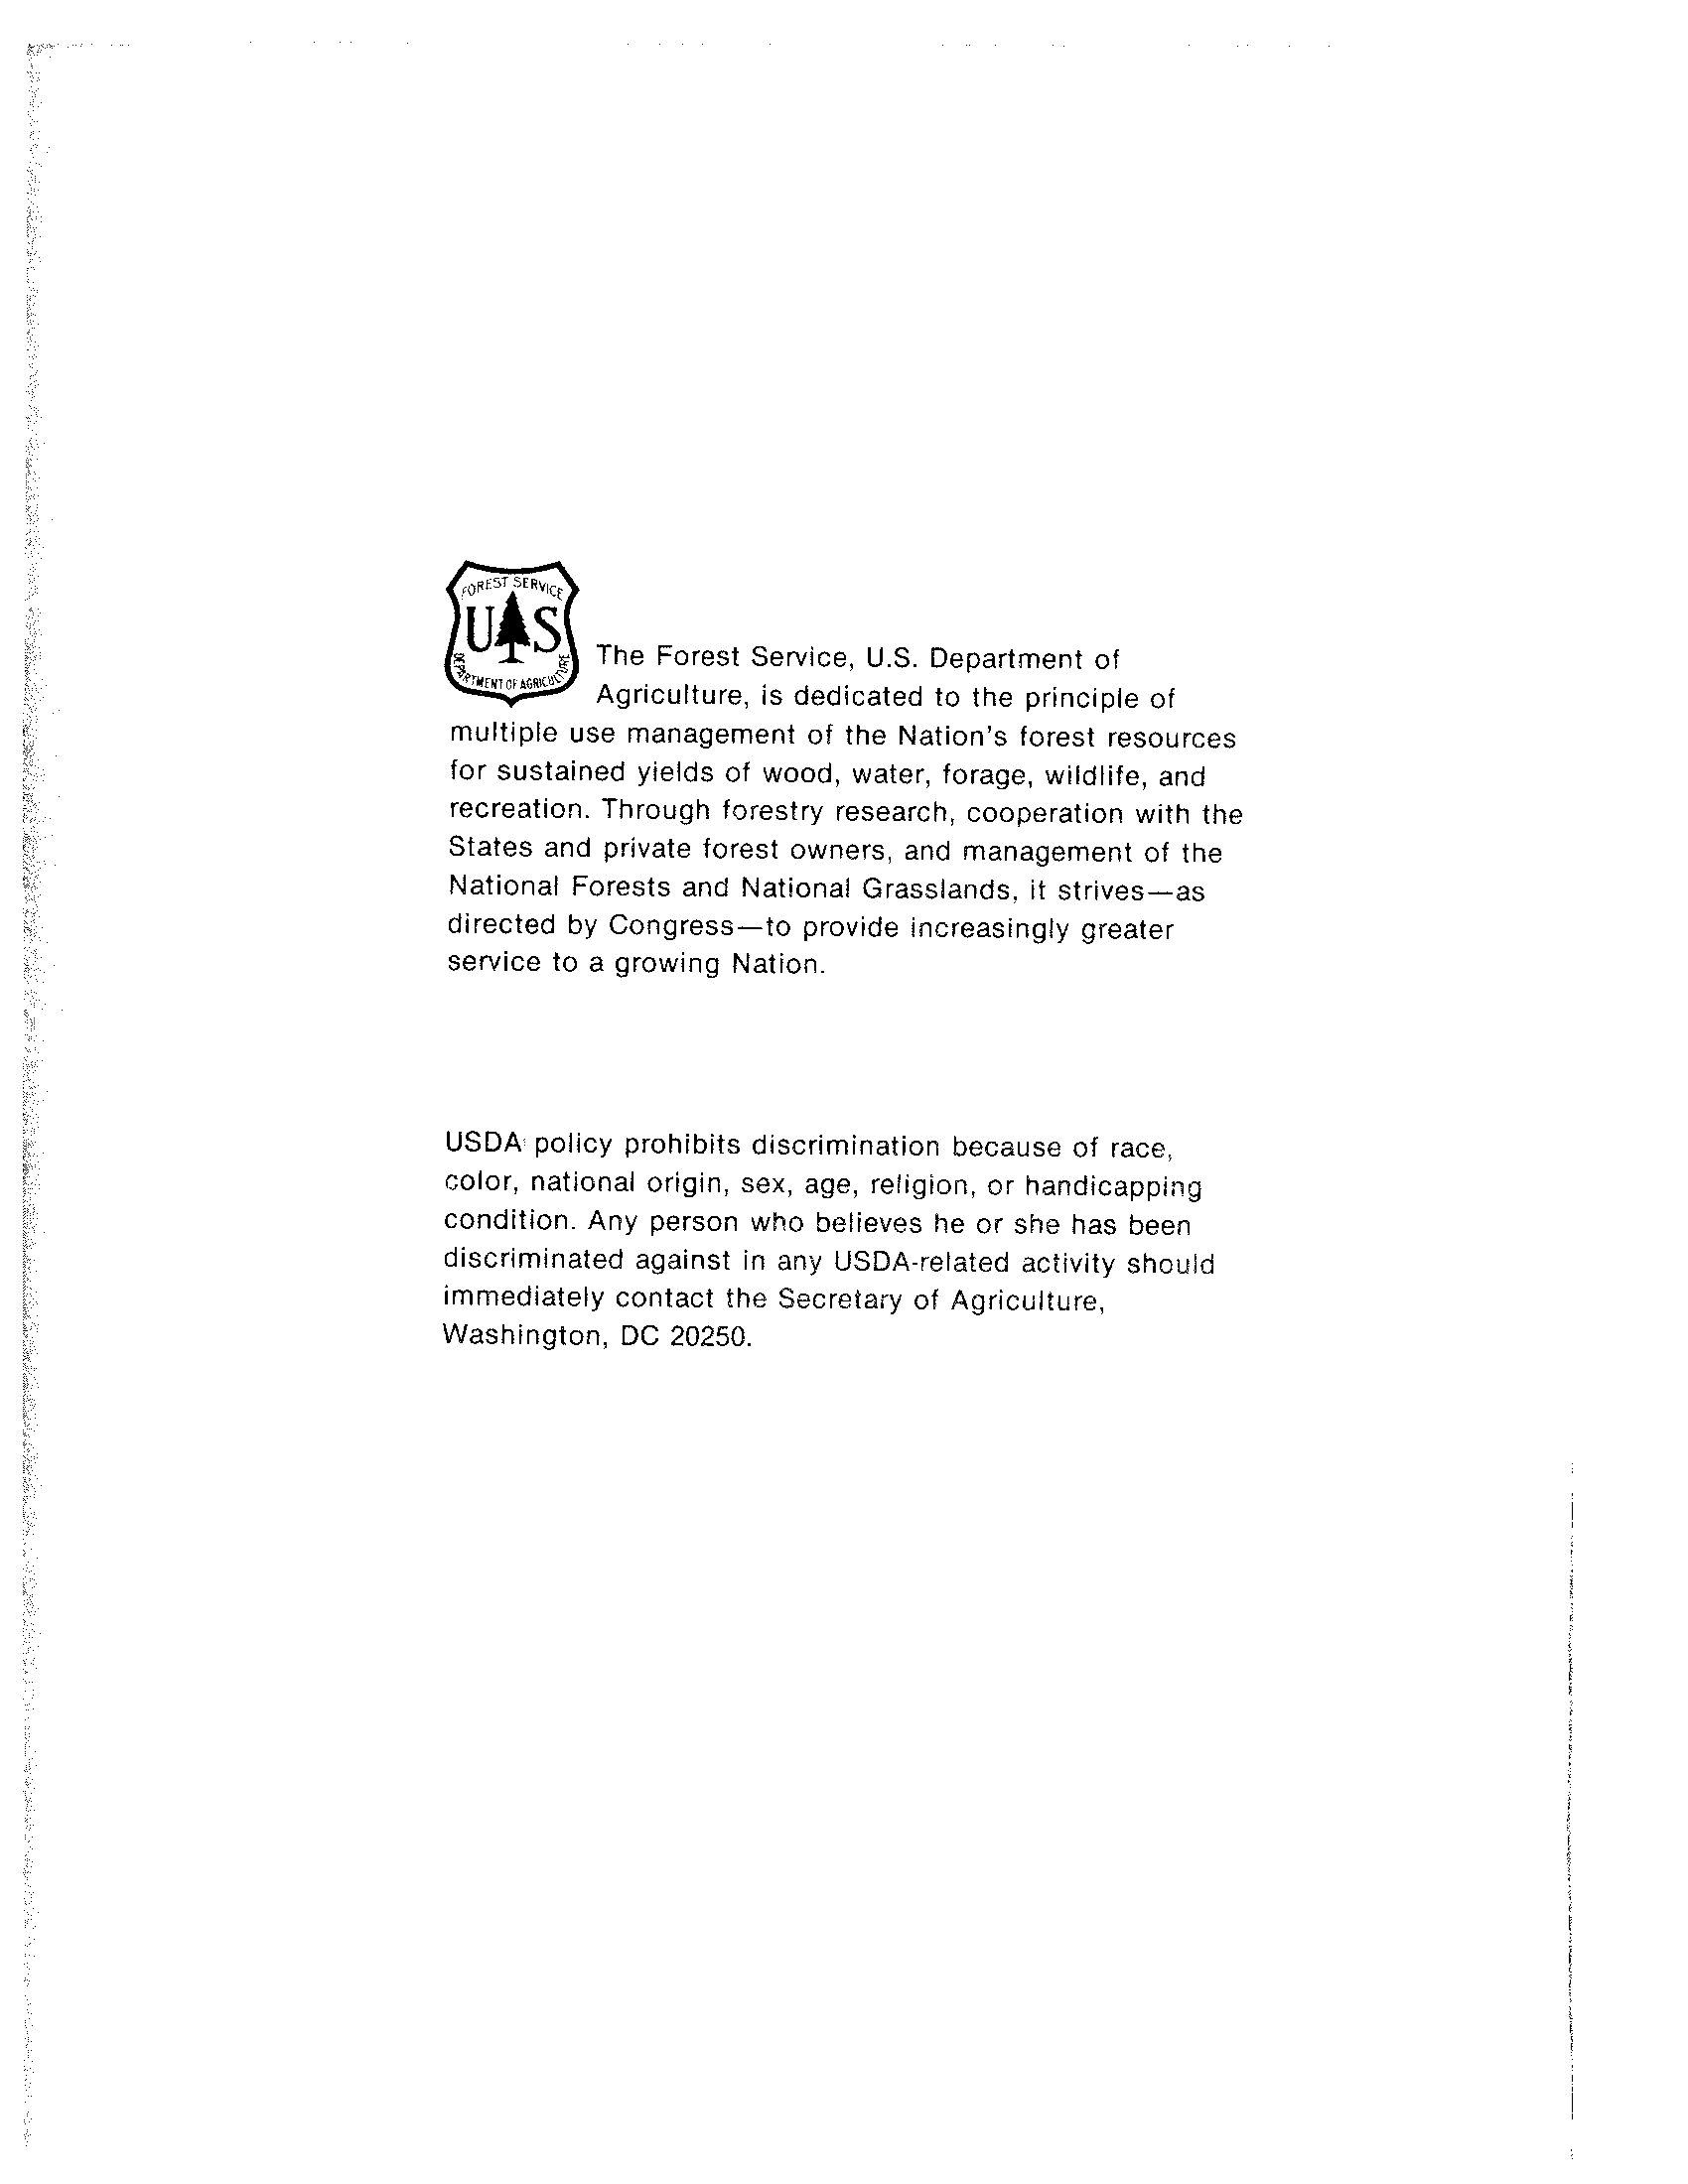 FOREST SERVICE
U S
DEPARTMENT OF AGRICULTURE
The Forest Service, U.S. Department of
Agriculture, is dedicated to the principle of
multiple use management of the Nation's forest resources
for sustained yields of wood, water, forage, wildlife, and
recreation. Through forestry research, cooperation with the
States and private forest owners, and management of the
National Forests and National Grasslands, it strives—as
directed by Congress—to provide increasingly greater
service to a growing Nation.
USDA policy prohibits discrimination because of race,
color, national origin, sex, age, religion, or handicapping
condition. Any person who believes he or she has been
discriminated against in any USDA-related activity should
immediately contact the Secretary of Agriculture,
Washington, DC 20250.